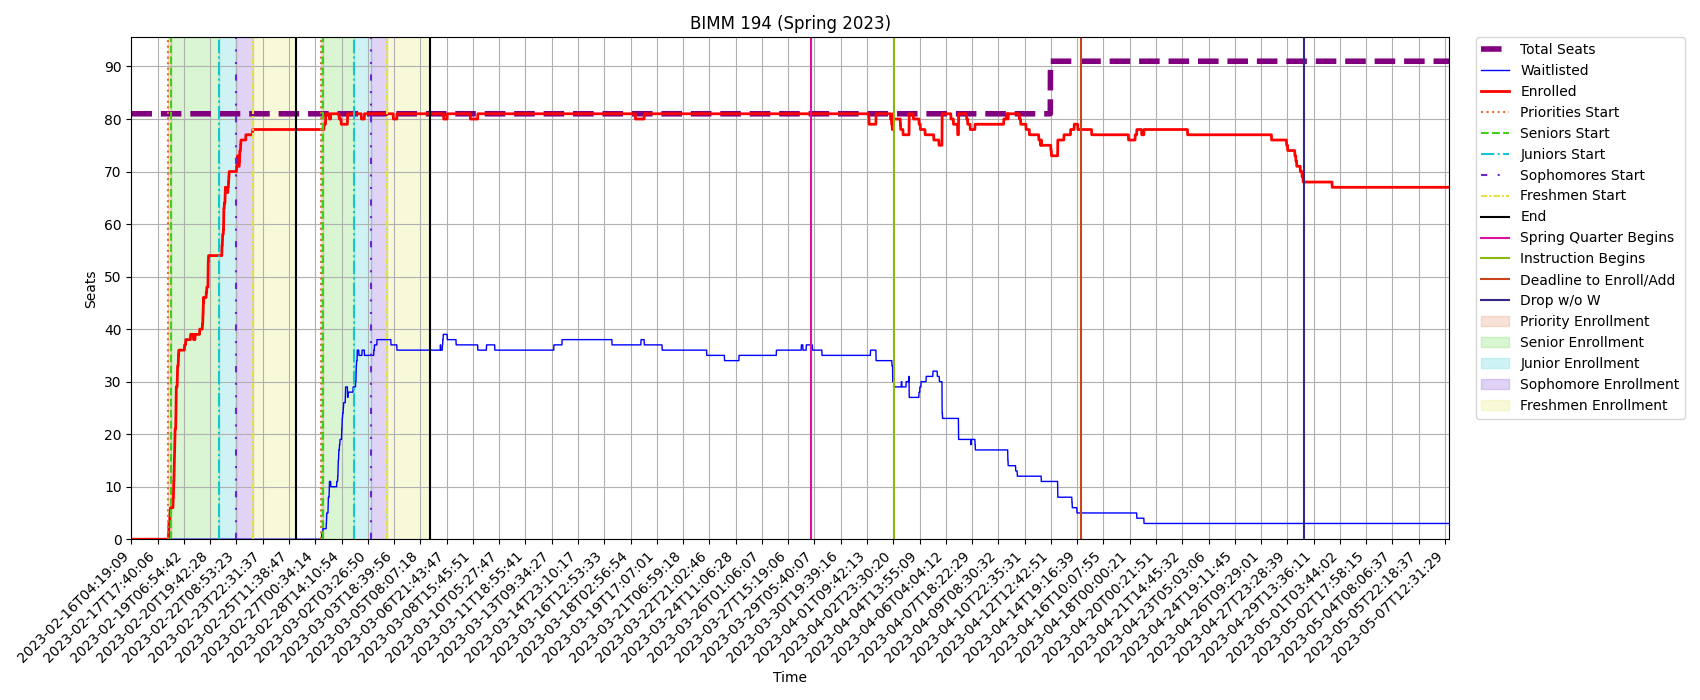 BIMM 194 (Spring 2023)
Seats
90
80
70
60
50
40
30
20
10
0
2023-02-16T04:19:09
2023-02-17T17:40:06
2023-02-19T06:54:42
2023-02-20T19:42:28
2023-02-22T08:53:23
2023-02-23T22:31:37
2023-02-25T11:38:47
2023-02-27T00:34:14
2023-02-28T14:10:54
2023-03-02T03:26:50
2023-03-03T18:39:56
2023-03-05T08:07:18
2023-03-06T21:43:47
2023-03-08T15:45:51
2023-03-10T05:27:47
2023-03-11T18:55:41
2023-03-13T09:34:27
2023-03-14T23:10:17
2023-03-16T12:53:33
2023-03-18T02:56:54
2023-03-19T17:07:01
2023-03-21T06:59:18
2023-03-22T21:02:46
2023-03-24T11:06:28
2023-03-26T01:06:07
2023-03-27T15:19:06
2023-03-29T05:40:07
2023-03-30T19:39:16
2023-04-01T09:42:13
2023-04-02T23:30:20
2023-04-04T13:55:09
2023-04-06T04:04:12
2023-04-07T18:22:29
2023-04-09T08:30:32
2023-04-10T22:35:31
2023-04-12T12:42:51
2023-04-14T19:16:39
2023-04-16T10:07:55
2023-04-18T00:00:21
2023-04-20T00:21:51
2023-04-21T14:45:32
2023-04-23T05:03:06
2023-04-24T19:11:45
2023-04-26T09:29:01
2023-04-27T23:28:39
2023-04-29T13:36:11
2023-05-01T03:44:02
2023-05-02T17:58:15
2023-05-04T08:06:37
2023-05-05T22:18:37
2023-05-07T12:31:29
Time
Total Seats
Waitlisted
Enrolled
Priorities Start
Seniors Start
Juniors Start
Sophomores Start
Freshmen Start
End
Spring Quarter Begins
Instruction Begins
Deadline to Enroll/Add
Drop w/o W
Priority Enrollment
Senior Enrollment
Junior Enrollment
Sophomore Enrollment
Freshmen Enrollment